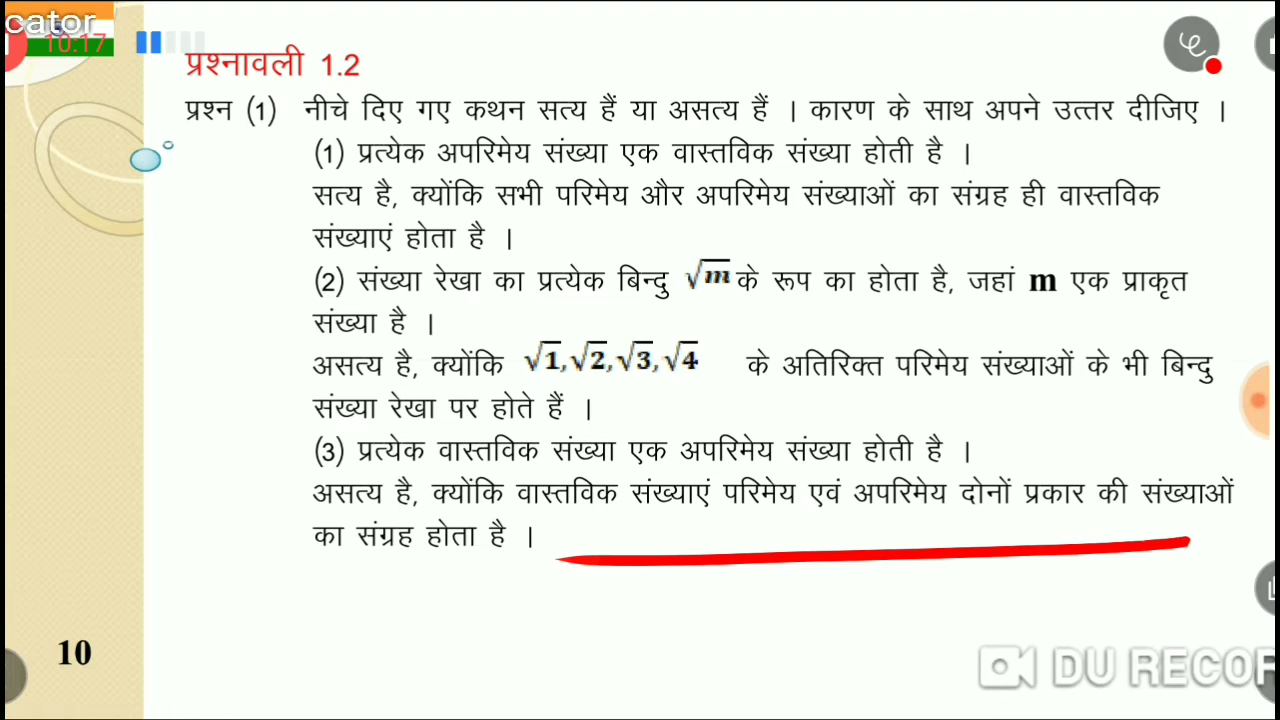 cator
10:17
प्रश्नावली 1.2
प्रश्न (1) नीचे दिए गए कथन सत्य हैं या असत्य हैं । कारण के साथ अपने उत्तर दीजिए ।
(1) प्रत्येक अपरिमेय संख्या एक वास्तविक संख्या होती है ।
सत्य है, क्योंकि सभी परिमेय और अपरिमेय संख्याओं का संग्रह ही वास्तविक
संख्याएं होता है ।
(2) संख्या रेखा का प्रत्येक बिन्दु √m के रूप का होता है, जहां m एक प्राकृत
संख्या है ।
असत्य है, क्योंकि √1,√2,√3,√4 के अतिरिक्त परिमेय संख्याओं के भी बिन्दु
संख्या रेखा पर होते हैं ।
(3) प्रत्येक वास्तविक संख्या एक अपरिमेय संख्या होती है ।
असत्य है, क्योंकि वास्तविक संख्याएं परिमेय एवं अपरिमेय दोनों प्रकार की संख्याओं
का संग्रह होता है ।
10
DU RECOR